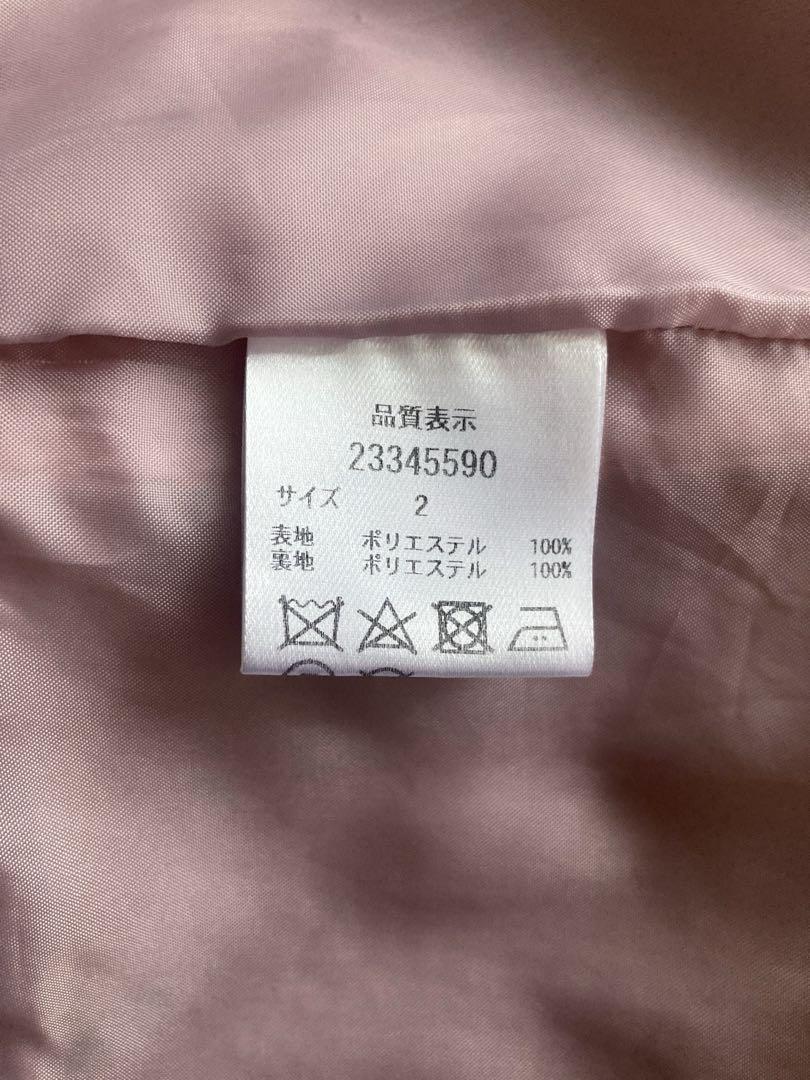 品質表示
23345590
サイズ 2
表地 ポリエステル 100%
裏地 ポリエステル 100%